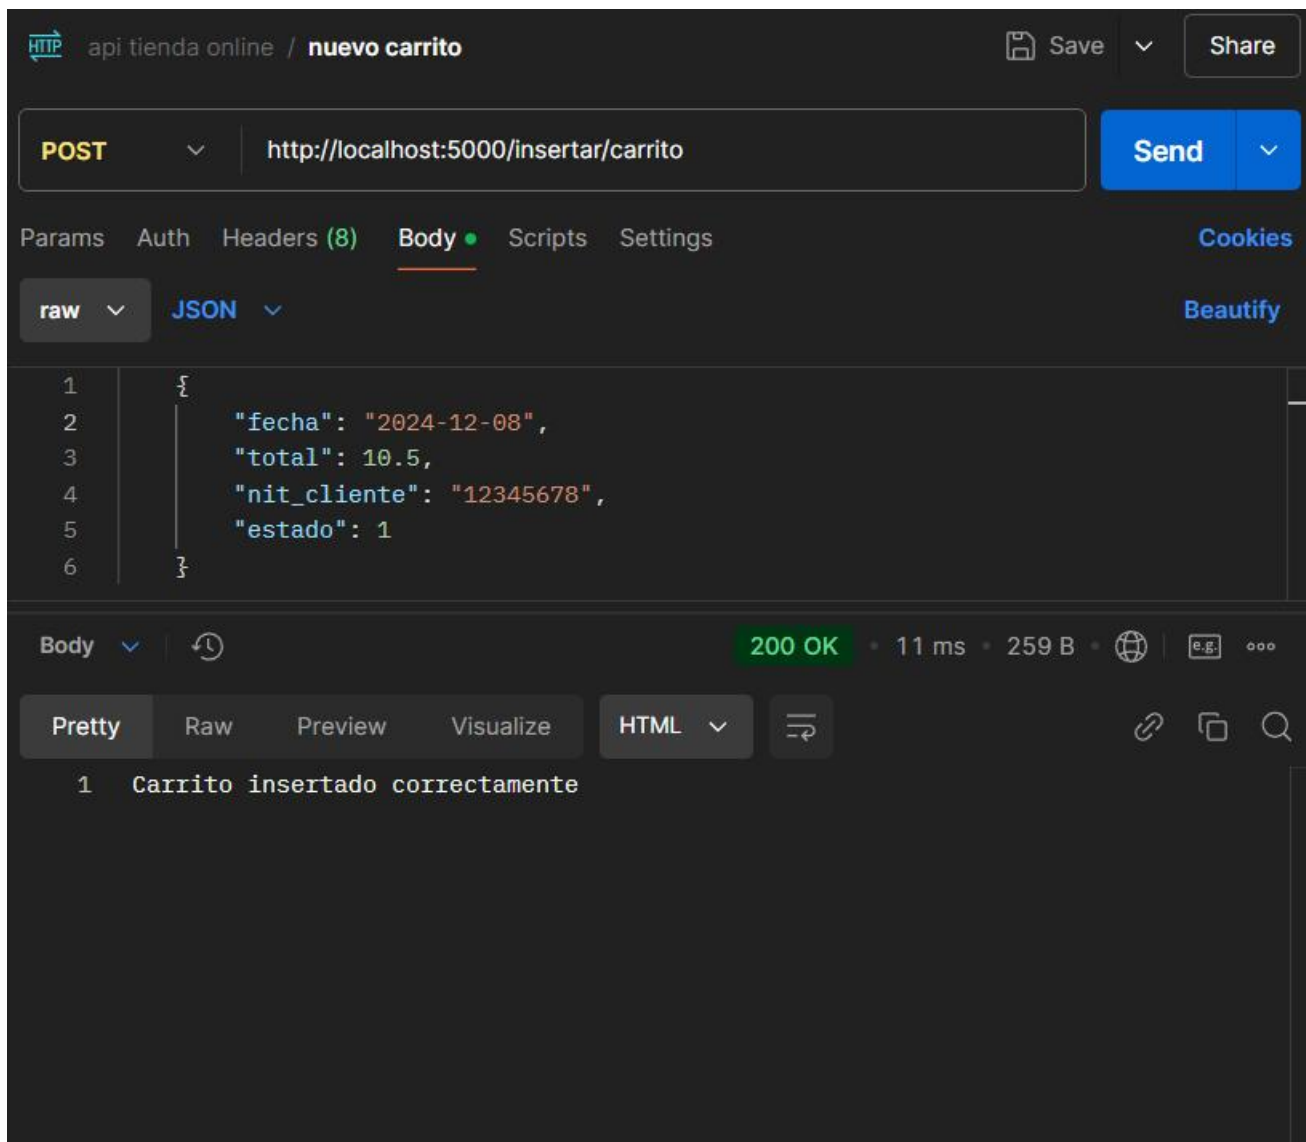 HTTP api tienda online / nuevo carrito Save Share
POST http://localhost:5000/insertar/carrito Send
Params Auth Headers (8) Body Scripts Settings Cookies
raw JSON Beautify
1 {
2 "fecha": "2024-12-08",
3 "total": 10.5,
4 "nit_cliente": "12345678",
5 "estado": 1
6 }
Body 200 OK • 11 ms • 259 B • e.g. ooo
Pretty Raw Preview Visualize HTML
1 Carrito insertado correctamente